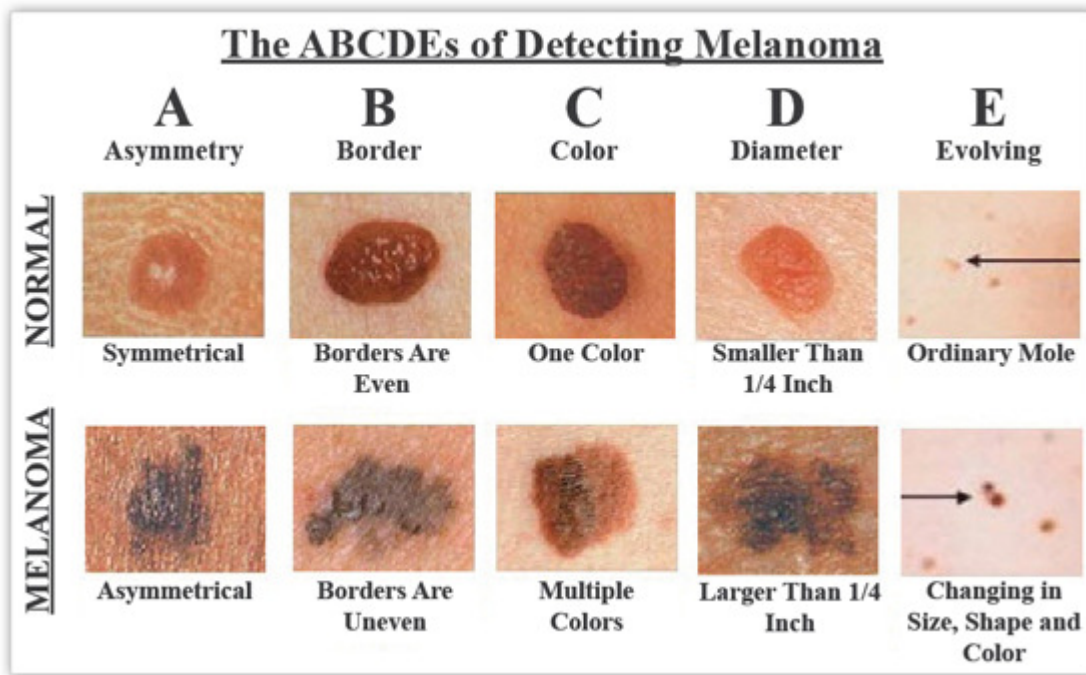 The ABCDEs of Detecting Melanoma
A B C D E
Asymmetry Border Color Diameter Evolving
NORMAL
Symmetrical Borders Are Even One Color Smaller Than 1/4 Inch Ordinary Mole
MELANOMA
Asymmetrical Borders Are Uneven Multiple Colors Larger Than 1/4 Inch Changing in Size, Shape and Color